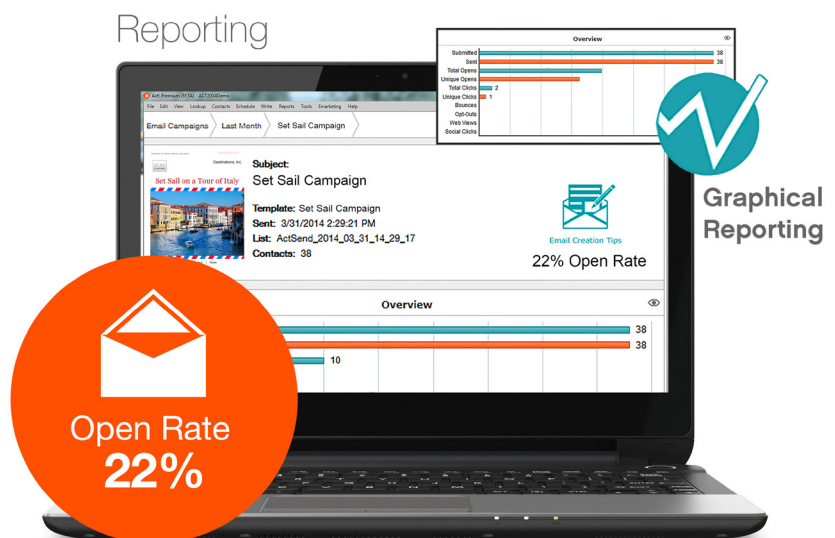 Reporting
Overview
Submitted 38
Sent 38
Total Opens
Unique Opens
Total Clicks 2
Unique Clicks 1
Bounces
Opt-Outs
Web Views
Social Clicks
Graphical
Reporting
File Edit View Lookup Contacts Schedule Write Reports Tools Emarketing Help
Email Campaigns Last Month Set Sail Campaign
Destinations, Inc.
Set Sail on a Tour of Italy
Subject:
Set Sail Campaign
Template: Set Sail Campaign
Sent: 3/31/2014 2:29:21 PM
List: ActSend_2014_03_31_14_29_17
Contacts: 38
Email Creation Tips
22% Open Rate
Overview
38
38
10
Open Rate
22%